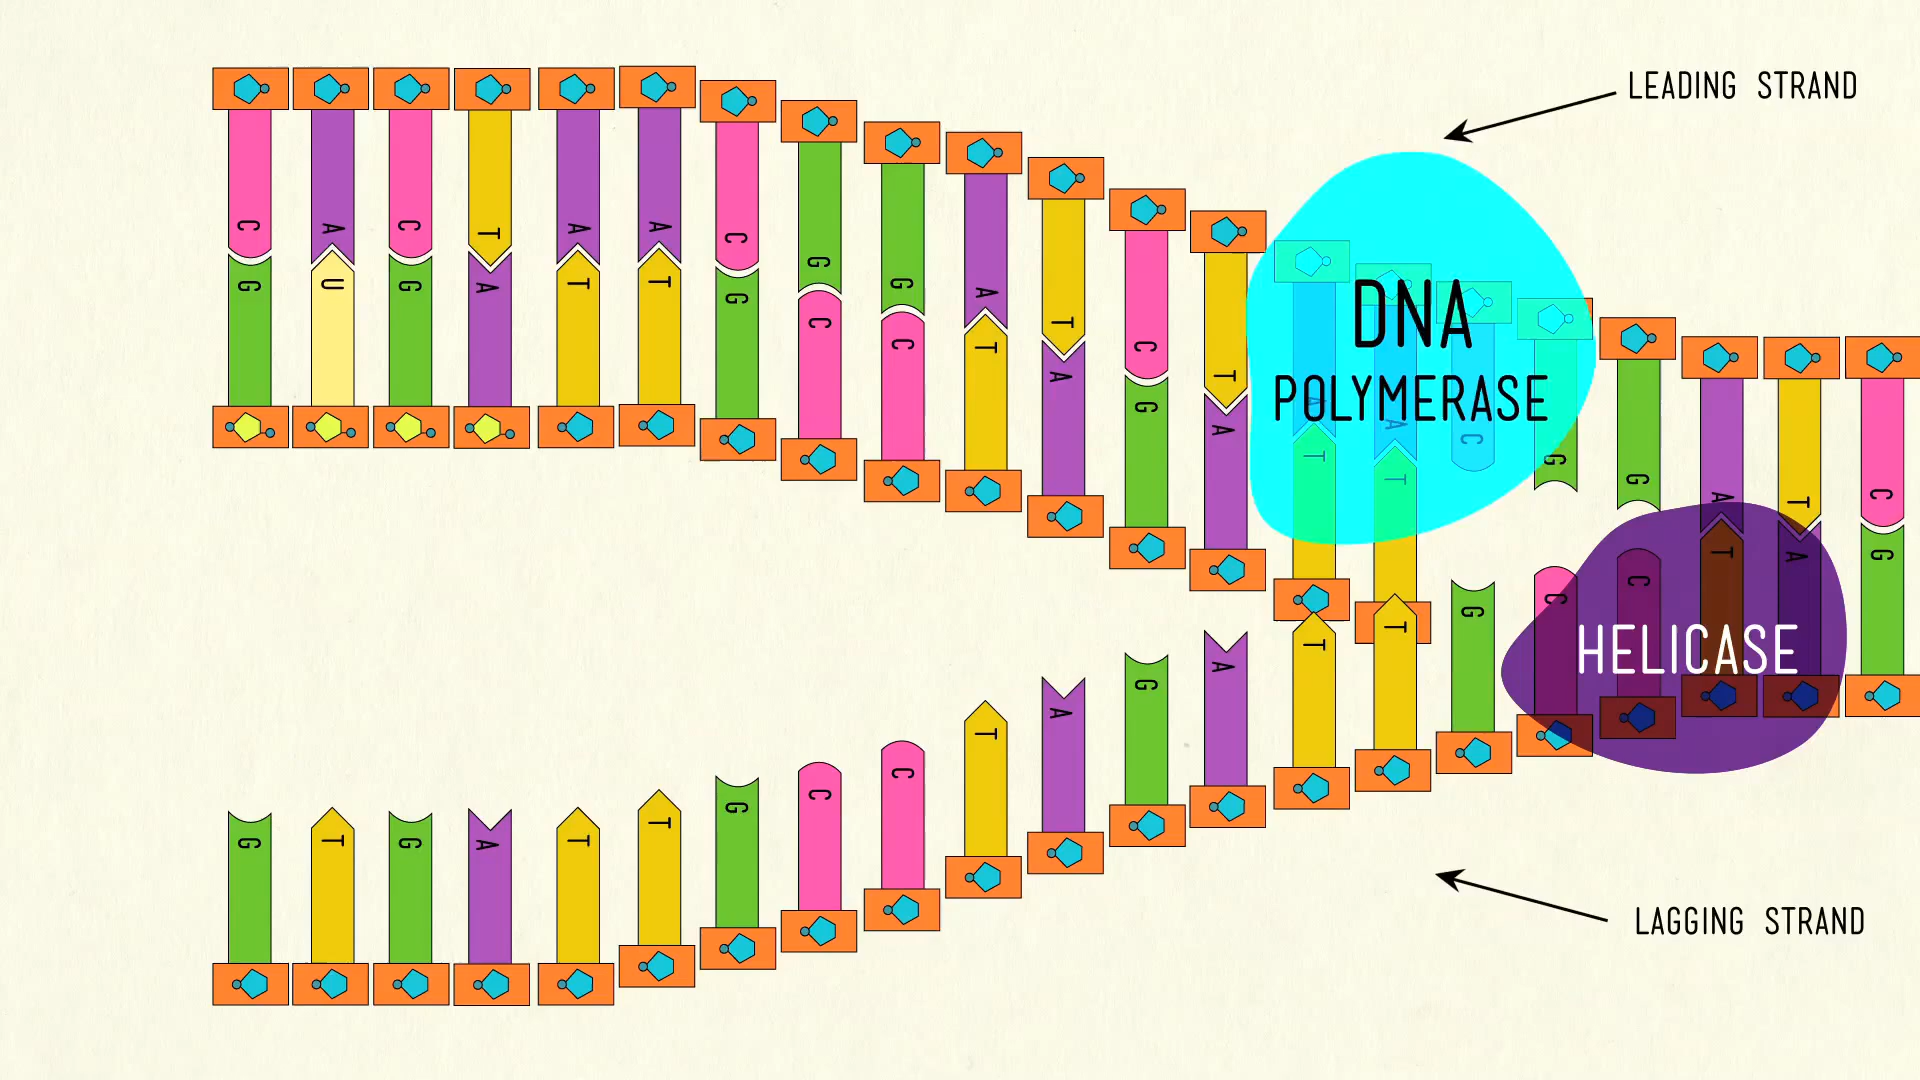 LEADING STRAND
C A C T A A C G G A T C T A A C G G A T C
G U G A T T G C C T A G A T T
DNA
POLYMERASE
G T G A T T G C C T A G A T T G C C T A G
HELICASE
LAGGING STRAND